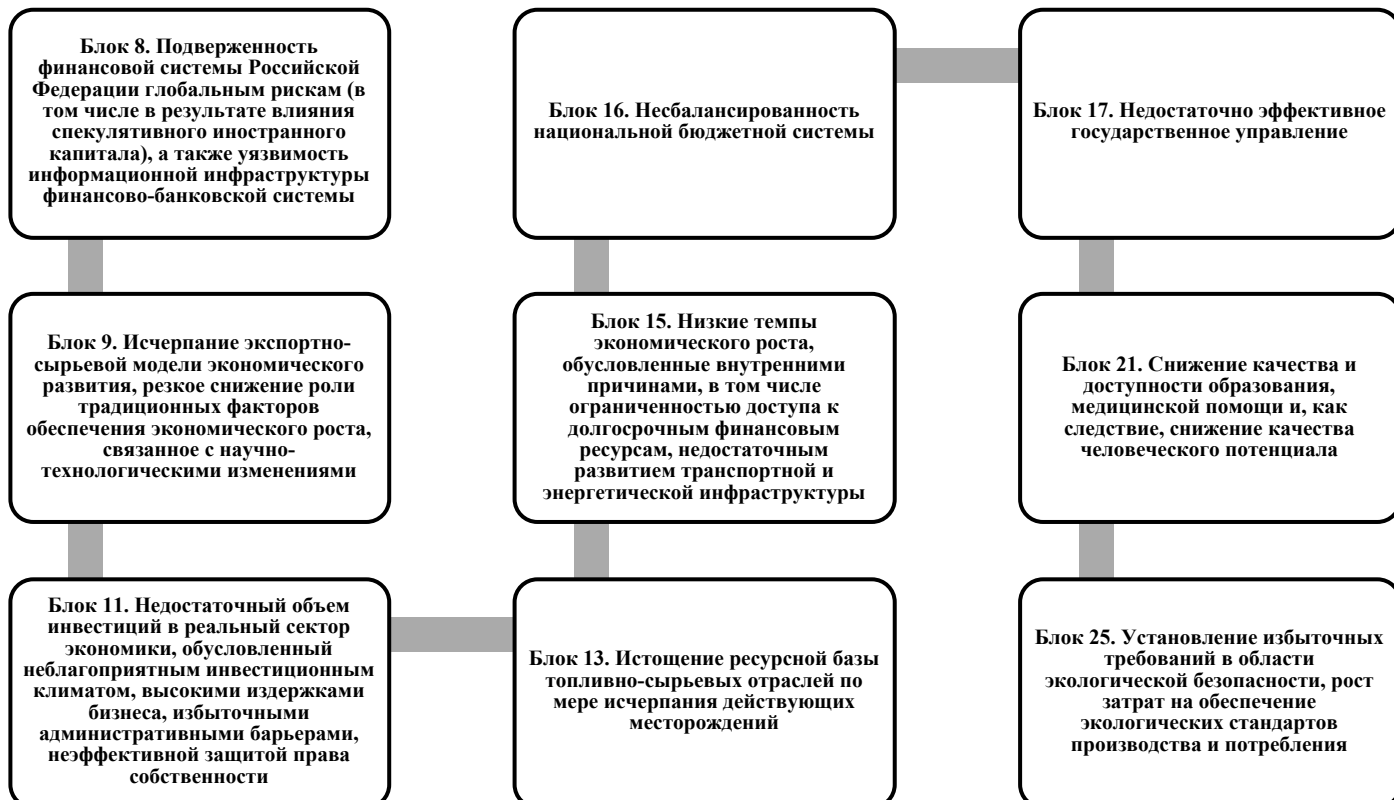 Блок 8. Подверженность
финансовой системы Российской
Федерации глобальным рискам (в
том числе в результате влияния
спекулятивного иностранного
капитала), а также уязвимость
информационной инфраструктуры
финансово-банковской системы
Блок 9. Исчерпание экспортно-
сырьевой модели экономического
развития, резкое снижение роли
традиционных факторов
обеспечения экономического роста,
связанное с научно-
технологическими изменениями
Блок 11. Недостаточный объем
инвестиций в реальный сектор
экономики, обусловленный
неблагоприятным инвестиционным
климатом, высокими издержками
бизнеса, избыточными
административными барьерами,
неэффективной защитой права
собственности
Блок 13. Истощение ресурсной базы
топливно-сырьевых отраслей по
мере исчерпания действующих
месторождений
Блок 15. Низкие темпы
экономического роста,
обусловленные внутренними
причинами, в том числе
ограниченностью доступа к
долгосрочным финансовым
ресурсам, недостаточным
развитием транспортной и
энергетической инфраструктуры
Блок 16. Несбалансированность
национальной бюджетной системы
Блок 17. Недостаточно эффективное
государственное управление
Блок 21. Снижение качества и
доступности образования,
медицинской помощи и, как
следствие, снижение качества
человеческого потенциала
Блок 25. Установление избыточных
требований в области
экологической безопасности, рост
затрат на обеспечение
экологических стандартов
производства и потребления